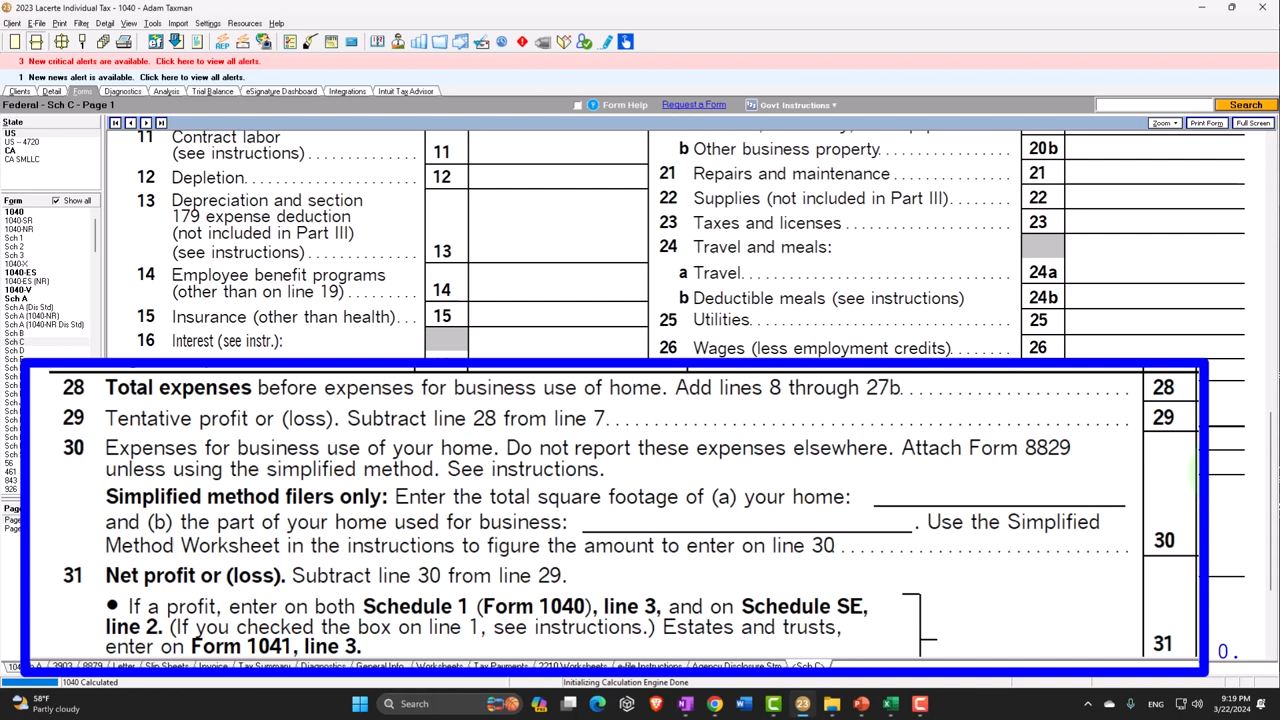 2023 Lacerte Individual Tax - 1040 - Adam Taxman
Client E-File Print Filter Detail View Tools Import Settings Resources Help
3 New critical alerts are available. Click here to view all alerts.
1 New news alert is available. Click here to view all alerts.
Clients Detail Forms Diagnostics Analysis Trial Balance eSignature Dashboard Integrations Intuit Tax Advisor
Federal - Sch C - Page 1
Form Help Request a Form Govt Instructions Search
State
US
US -- 4720
CA
CA SMLLC
Form Show all
1040
1040-SR
1040-NR
Sch 1
Sch 2
Sch 3
1040-X
1040-ES
1040-ES (NR)
1040-V
Sch A
Sch A (Dis Std)
Sch A (1040-NR)
Sch A (1040-NR Dis Std)
Sch B
Sch C
Sch D
56
461
843
926
Zoom Print Form Full Screen
11 Contract labor
(see instructions) 11
12 Depletion 12
13 Depreciation and section
179 expense deduction
(not included in Part III)
(see instructions) 13
14 Employee benefit programs
(other than on line 19) 14
15 Insurance (other than health) 15
16 Interest (see instr.):
b Other business property 20b
21 Repairs and maintenance 21
22 Supplies (not included in Part III) 22
23 Taxes and licenses 23
24 Travel and meals:
a Travel 24a
b Deductible meals (see instructions) 24b
25 Utilities 25
26 Wages (less employment credits) 26
28 Total expenses before expenses for business use of home. Add lines 8 through 27b 28
29 Tentative profit or (loss). Subtract line 28 from line 7 29
30 Expenses for business use of your home. Do not report these expenses elsewhere. Attach Form 8829
unless using the simplified method. See instructions.
Simplified method filers only: Enter the total square footage of (a) your home:
and (b) the part of your home used for business: . Use the Simplified
Method Worksheet in the instructions to figure the amount to enter on line 30 30
31 Net profit or (loss). Subtract line 30 from line 29.
• If a profit, enter on both Schedule 1 (Form 1040), line 3, and on Schedule SE,
line 2. (If you checked the box on line 1, see instructions.) Estates and trusts,
enter on Form 1041, line 3. 31
0.
3903 8879 Letter Slip Sheets Invoice Tax Summary Diagnostics General Info Worksheets Tax Payments 2210 Worksheets e-file Instructions Agency Disclosure Stm Sch C
1040 Calculated Initializing Calculation Engine Done
58°F
Partly cloudy
Search
ENG
9:19 PM
3/22/2024